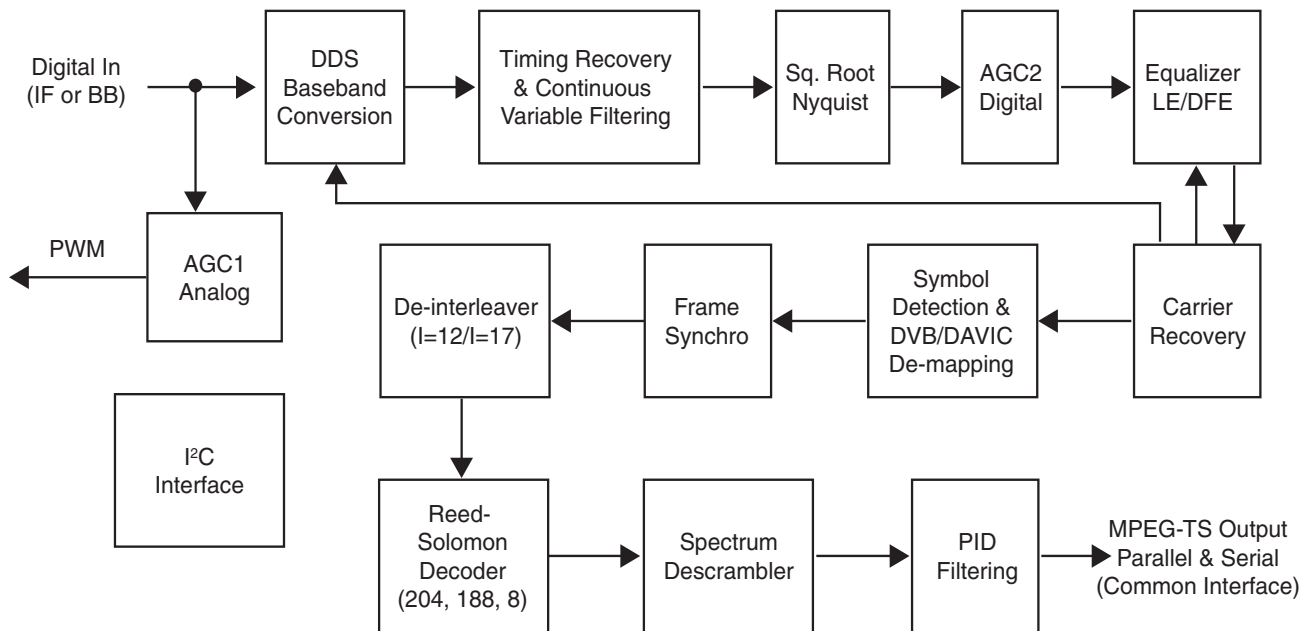 Digital In
(IF or BB)
DDS
Baseband
Conversion
Timing Recovery
& Continuous
Variable Filtering
Sq. Root
Nyquist
AGC2
Digital
Equalizer
LE/DFE
PWM
AGC1
Analog
De-interleaver
(I=12/I=17)
Frame
Synchro
Symbol
Detection &
DVB/DAVIC
De-mapping
Carrier
Recovery
I²C
Interface
Reed-
Solomon
Decoder
(204, 188, 8)
Spectrum
Descrambler
PID
Filtering
MPEG-TS Output
Parallel & Serial
(Common Interface)